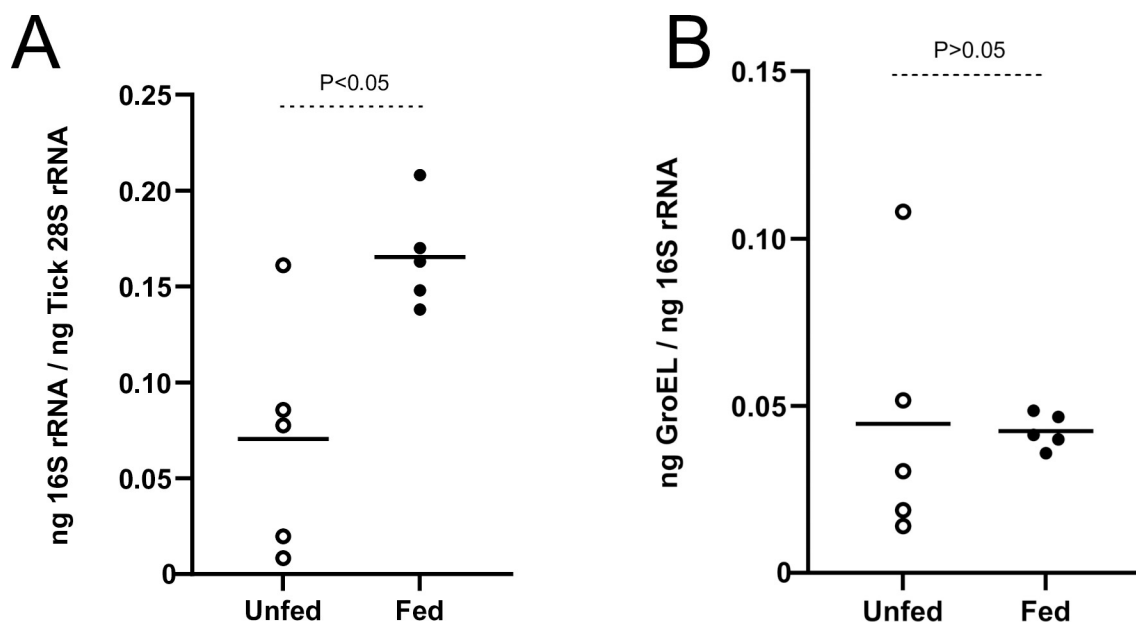 A
P<0.05
0.25
0.20
0.15
0.10
0.05
0
ng 16S rRNA / ng Tick 28S rRNA
Unfed Fed
B
P>0.05
0.15
0.10
0.05
0
ng GroEL / ng 16S rRNA
Unfed Fed